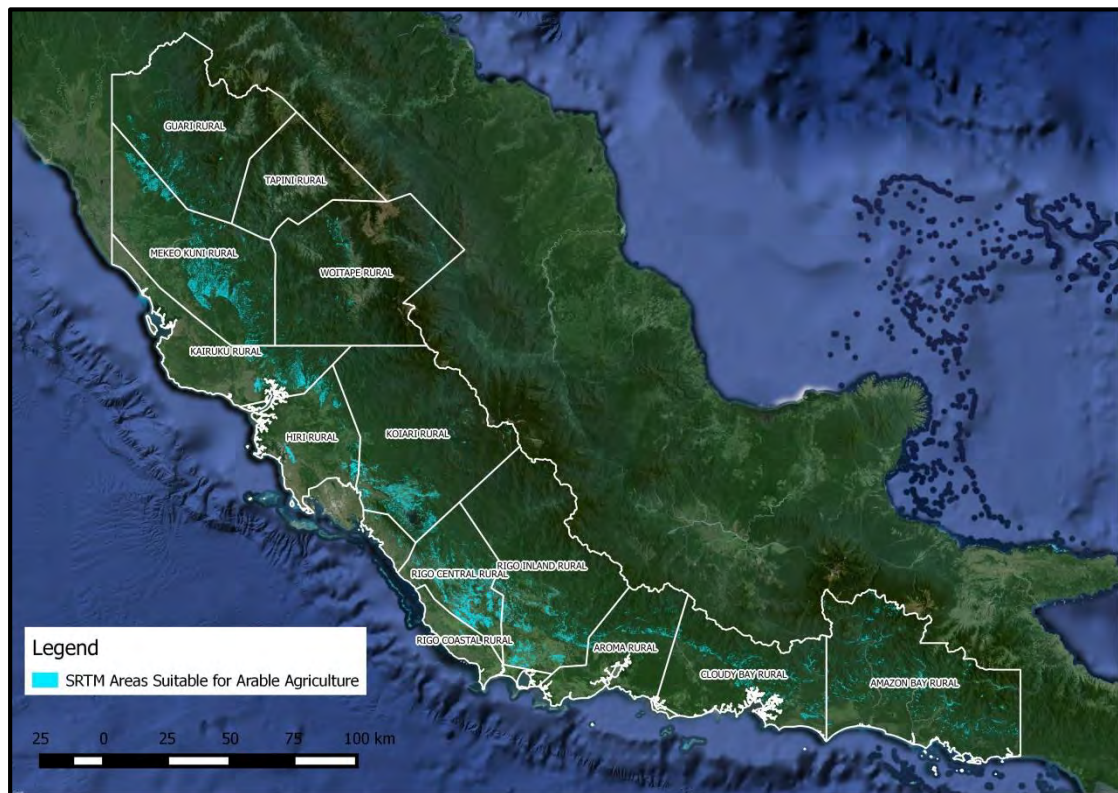 GUARI RURAL
TAPINI RURAL
MEKEO KUNI RURAL
WOITAPE RURAL
KAIRUKU RURAL
HIRI RURAL
KOIARI RURAL
RIGO CENTRAL RURAL
RIGO INLAND RURAL
RIGO COASTAL RURAL
AROMA RURAL
CLOUDY BAY RURAL
AMAZON BAY RURAL
Legend
SRTM Areas Suitable for Arable Agriculture
25 0 25 50 75 100 km